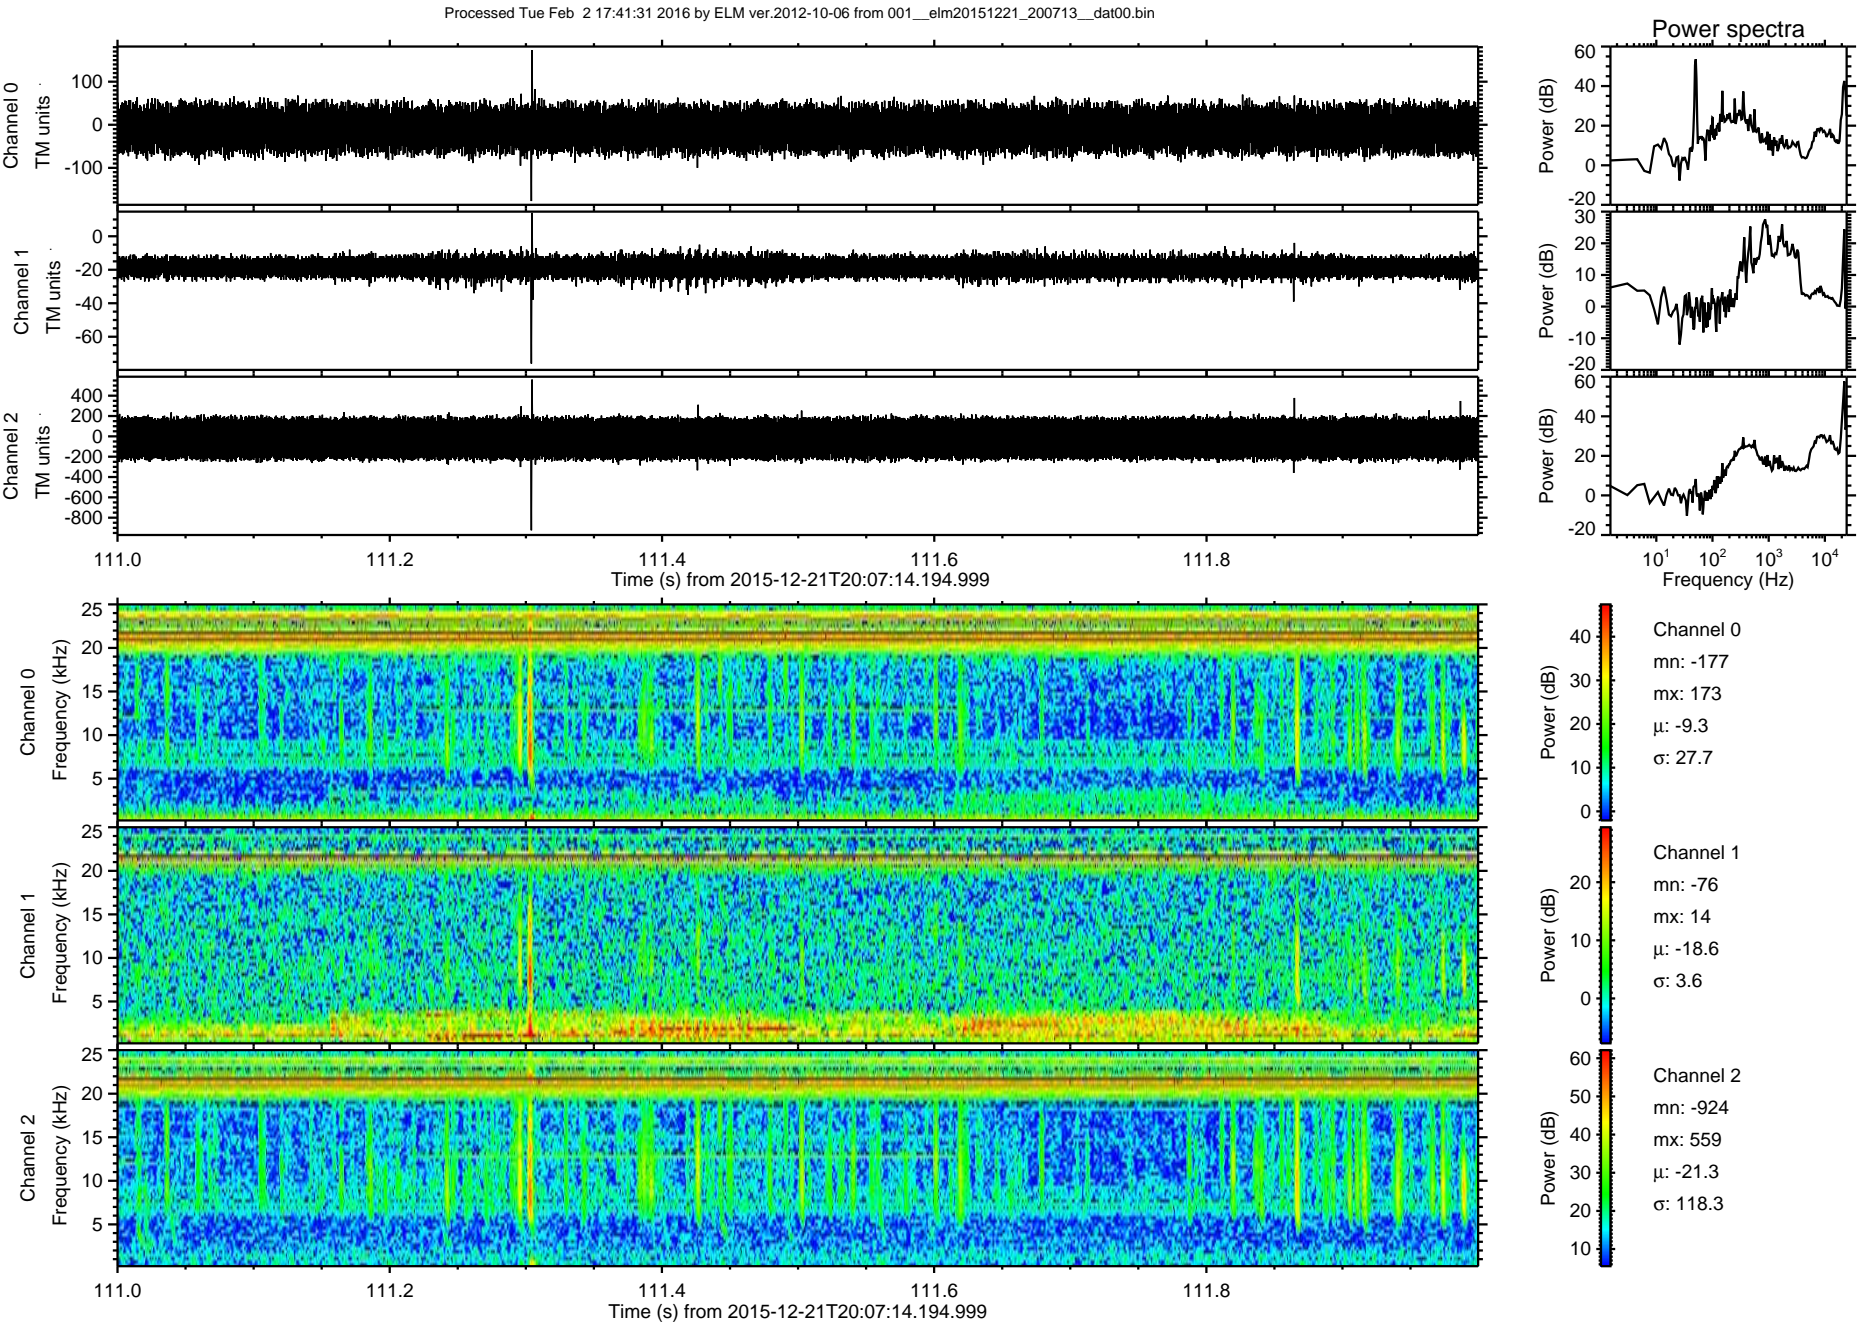 Processed Tue Feb  2 17:41:31 2016 by ELM ver.2012-10-06 from 001__elm20151221_200713__dat00.bin
Power spectra
Channel 0
TM units
100
0
-100
Power (dB)
60
40
20
0
-20
Channel 1
TM units
0
-20
-40
-60
Power (dB)
30
20
10
0
-10
-20
Channel 2
TM units
400
200
0
-200
-400
-600
-800
Power (dB)
60
40
20
0
-20
111.0 111.2 111.4 111.6 111.8
Time (s) from 2015-12-21T20:07:14.194.999
10¹ 10² 10³ 10⁴
Frequency (Hz)
Channel 0
Frequency (kHz)
25
20
15
10
5
Power (dB)
40
30
20
10
0
Channel 0
mn: -177
mx: 173
µ: -9.3
σ: 27.7
Channel 1
Frequency (kHz)
25
20
15
10
5
Power (dB)
20
10
0
Channel 1
mn: -76
mx: 14
µ: -18.6
σ: 3.6
Channel 2
Frequency (kHz)
25
20
15
10
5
Power (dB)
60
50
40
30
20
10
Channel 2
mn: -924
mx: 559
µ: -21.3
σ: 118.3
111.0 111.2 111.4 111.6 111.8
Time (s) from 2015-12-21T20:07:14.194.999